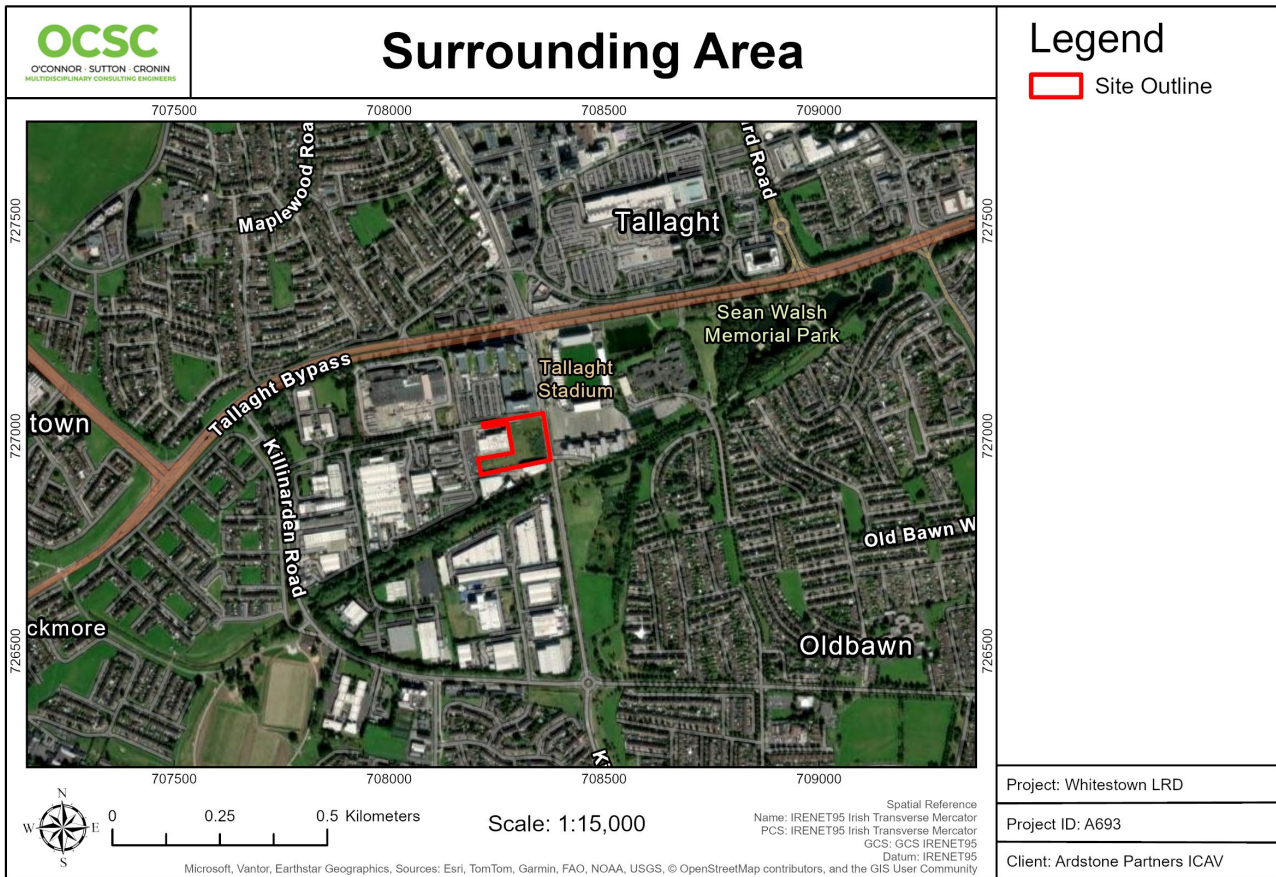 OCSC
O'CONNOR · SUTTON · CRONIN
MULTIDISCIPLINARY CONSULTING ENGINEERS
Surrounding Area
Legend
Site Outline
707500
708000
708500
709000
727500
727000
726500
727500
727000
726500
Maplewood Roa
rd Road
Tallaght
Sean Walsh
Memorial Park
Tallaght Bypass
Tallaght
Stadium
town
Killinarden Road
Old Bawn W
ckmore
Oldbawn
Ki
707500
708000
708500
709000
N
W
E
S
0
0.25
0.5 Kilometers
Scale: 1:15,000
Spatial Reference
Name: IRENET95 Irish Transverse Mercator
PCS: IRENET95 Irish Transverse Mercator
GCS: GCS IRENET95
Datum: IRENET95
Microsoft, Vantor, Earthstar Geographics, Sources: Esri, TomTom, Garmin, FAO, NOAA, USGS, © OpenStreetMap contributors, and the GIS User Community
Project: Whitestown LRD
Project ID: A693
Client: Ardstone Partners ICAV